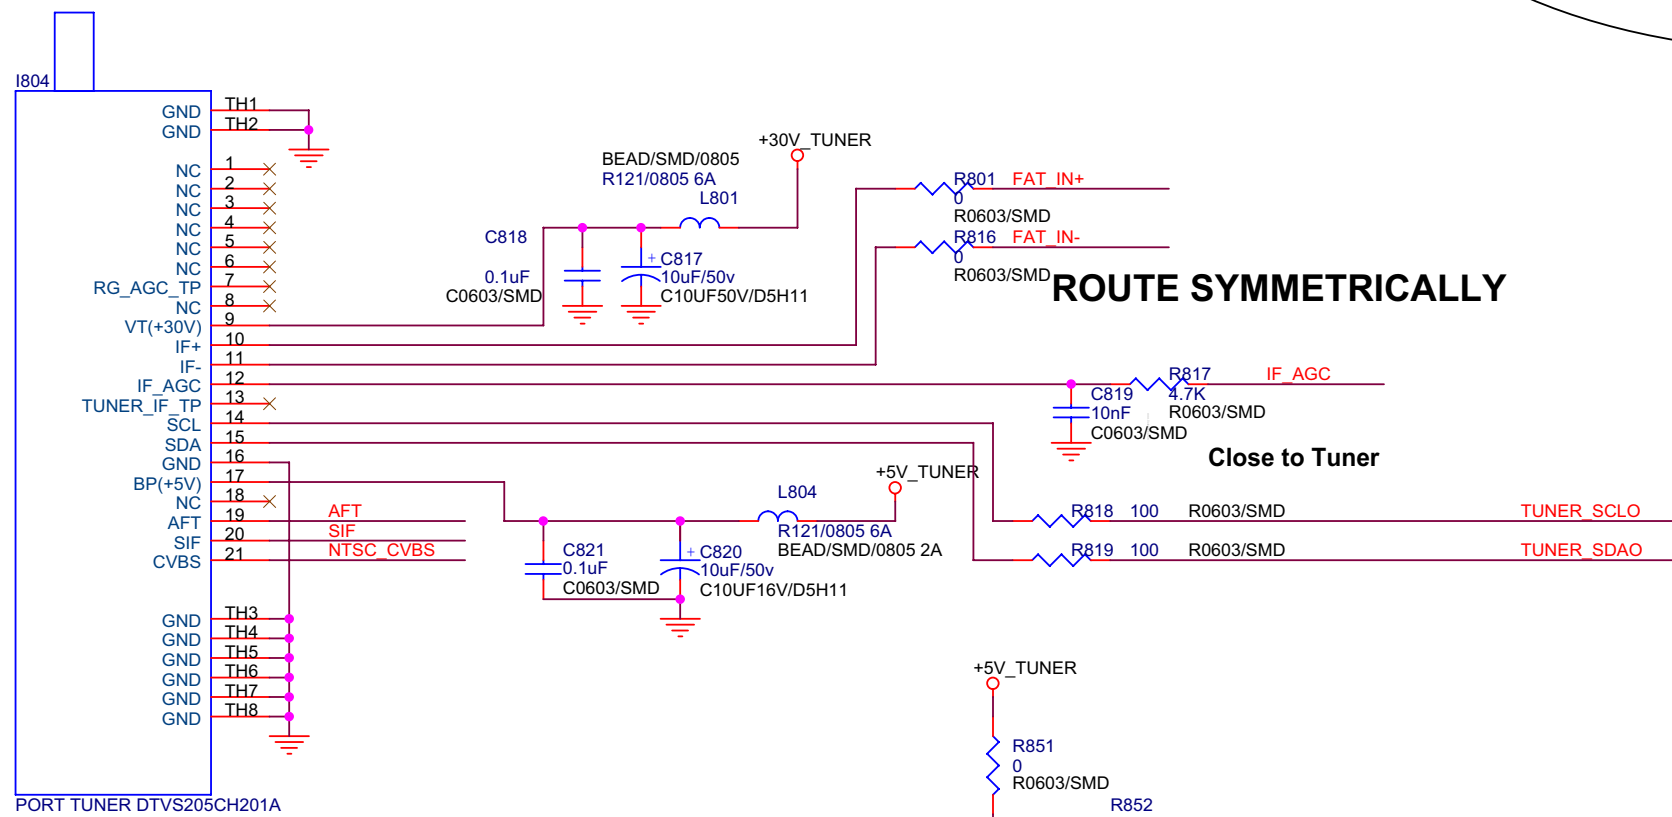 I804
GND TH1
GND TH2
NC 1
NC 2
NC 3
NC 4
NC 5
NC 6
RG_AGC_TP 7
NC 8
VT(+30V) 9
IF+ 10
IF- 11
IF_AGC 12
TUNER_IF_TP 13
SCL 14
SDA 15
GND 16
BP(+5V) 17
NC 18
AFT 19 AFT
SIF 20 SIF
CVBS 21 NTSC_CVBS
GND TH3
GND TH4
GND TH5
GND TH6
GND TH7
GND TH8
PORT TUNER DTVS205CH201A
+30V_TUNER
BEAD/SMD/0805
R121/0805 6A
L801
C818
0.1uF
C0603/SMD
+ C817
10uF/50v
C10UF50V/D5H11
R801 FAT_IN+
0
R0603/SMD
R816 FAT_IN-
0
R0603/SMD
ROUTE SYMMETRICALLY
R817 IF_AGC
4.7K
R0603/SMD
C819
10nF
C0603/SMD
Close to Tuner
+5V_TUNER
L804
R121/0805 6A
BEAD/SMD/0805 2A
C821
0.1uF
C0603/SMD
+ C820
10uF/50v
C10UF16V/D5H11
R818 100 R0603/SMD TUNER_SCLO
R819 100 R0603/SMD TUNER_SDAO
+5V_TUNER
R851
0
R0603/SMD
R852